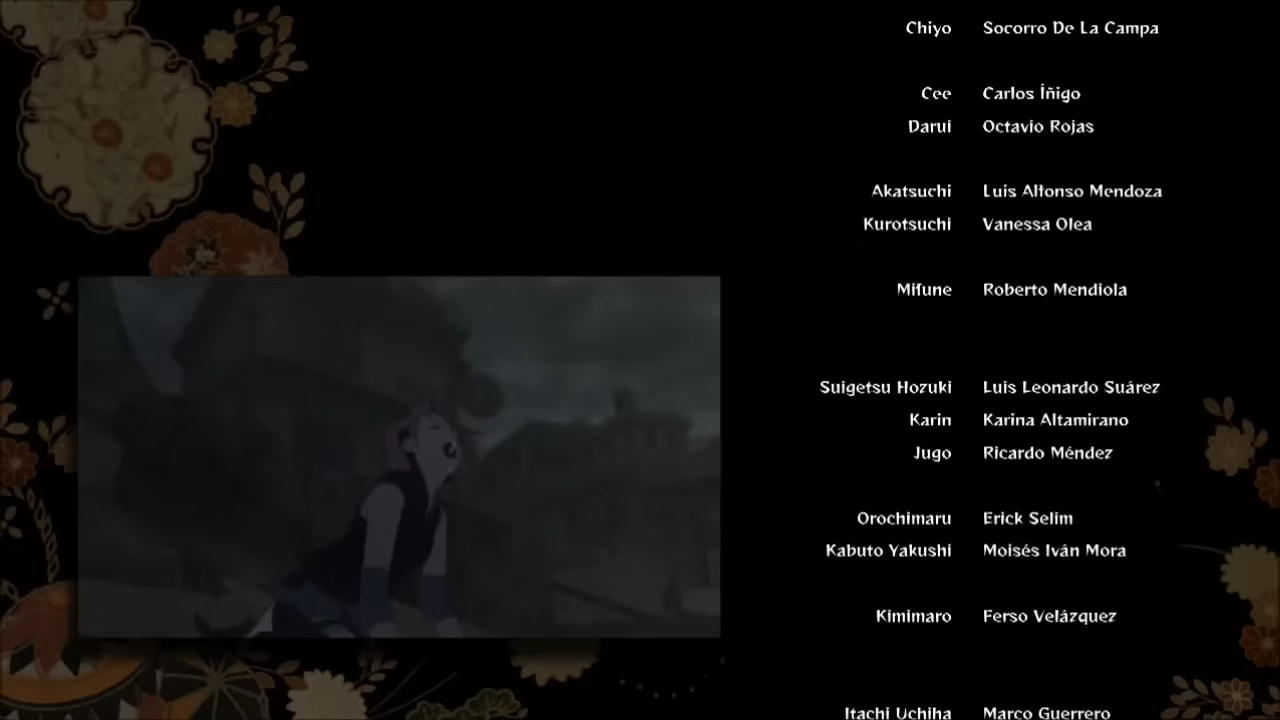 Chiyo Socorro De La Campa
Cee Carlos Íñigo
Darui Octavio Rojas
Akatsuchi Luis Alfonso Mendoza
Kurotsuchi Vanessa Olea
Mifune Roberto Mendiola
Suigetsu Hozuki Luis Leonardo Suárez
Karin Karina Altamirano
Jugo Ricardo Méndez
Orochimaru Erick Selim
Kabuto Yakushi Moisés Iván Mora
Kimimaro Ferso Velázquez
Itachi Uchiha Marco Guerrero